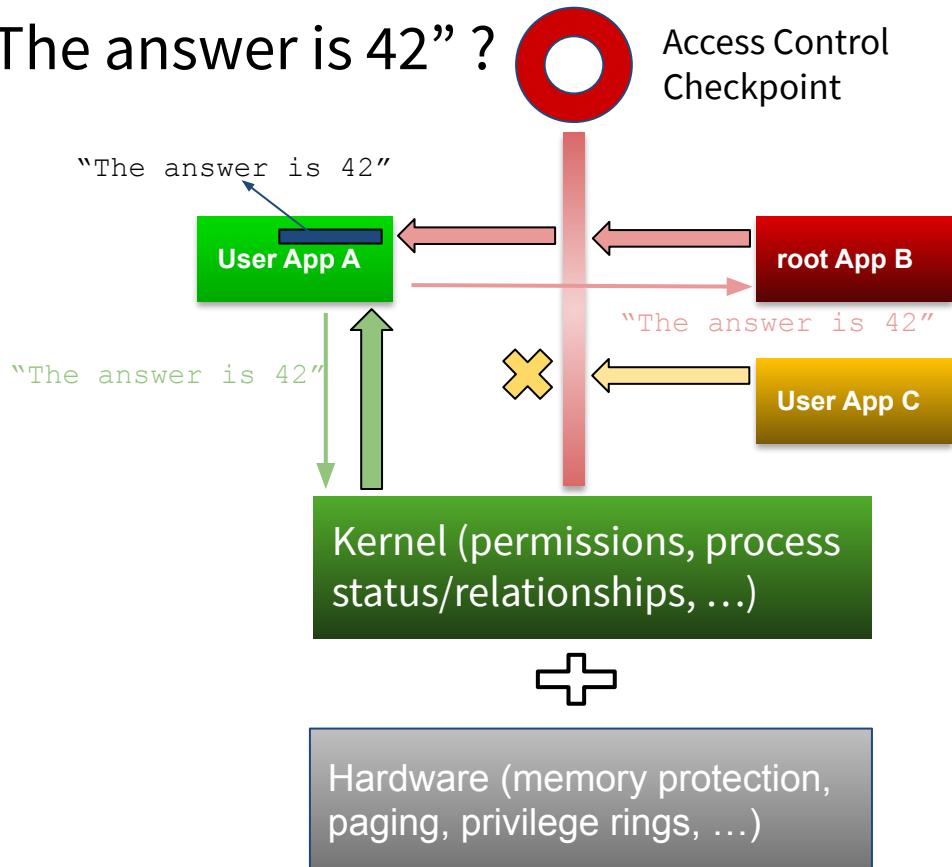 The answer is 42” ?
Access Control
Checkpoint
“The answer is 42”
User App A
root App B
“The answer is 42”
“The answer is 42”
User App C
Kernel (permissions, process
status/relationships, …)
Hardware (memory protection,
paging, privilege rings, …)